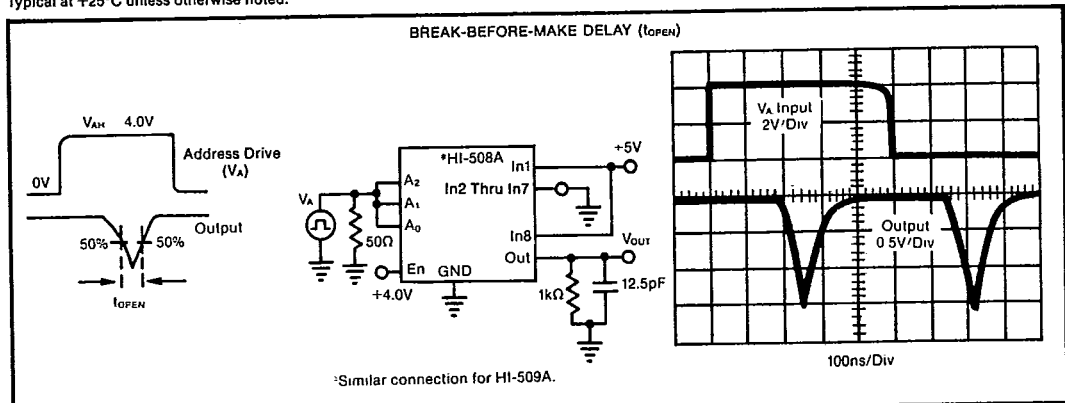 Typical at +25°C unless otherwise noted.
BREAK-BEFORE-MAKE DELAY (tOPEN)
VAH 4.0V
0V
Address Drive
(VA)
Output
50% 50%
tOPEN
*HI-508A
VA
50Ω
A2
A1
A0
En
+4.0V
GND
In1
In2 Thru In7
In8
Out
+5V
VOUT
1kΩ
12.5pF
*Similar connection for HI-509A.
VA Input
2V/Div
Output
0 5V/Div
100ns/Div